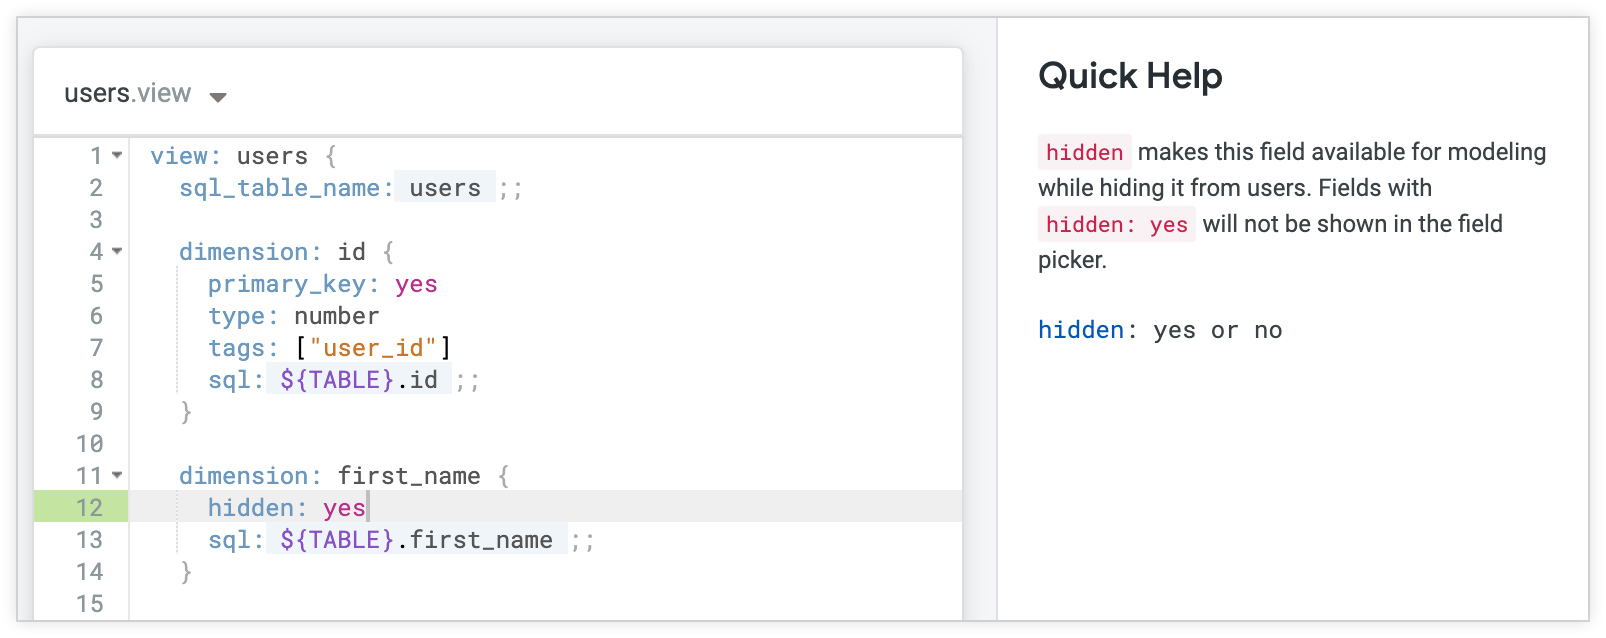 users.view
1 view: users {
2 sql_table_name: users ;;
3
4 dimension: id {
5 primary_key: yes
6 type: number
7 tags: ["user_id"]
8 sql: ${TABLE}.id ;;
9 }
10
11 dimension: first_name {
12 hidden: yes
13 sql: ${TABLE}.first_name ;;
14 }
15
Quick Help
hidden makes this field available for modeling
while hiding it from users. Fields with
hidden: yes will not be shown in the field
picker.
hidden: yes or no